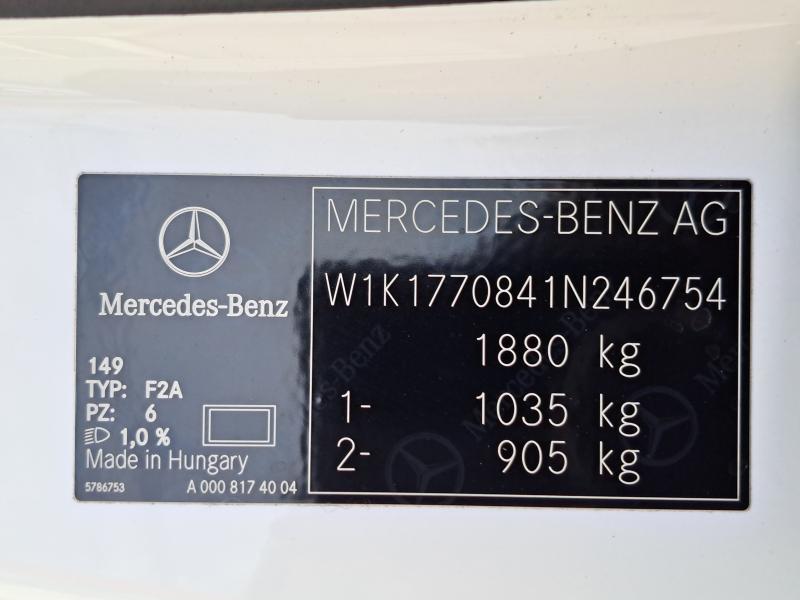 Mercedes-Benz
149
TYP: F2A
PZ: 6
1,0 %
Made in Hungary
5786753 A 000 817 40 04
MERCEDES-BENZ AG
W1K1770841N246754
1880 kg
1- 1035 kg
2- 905 kg